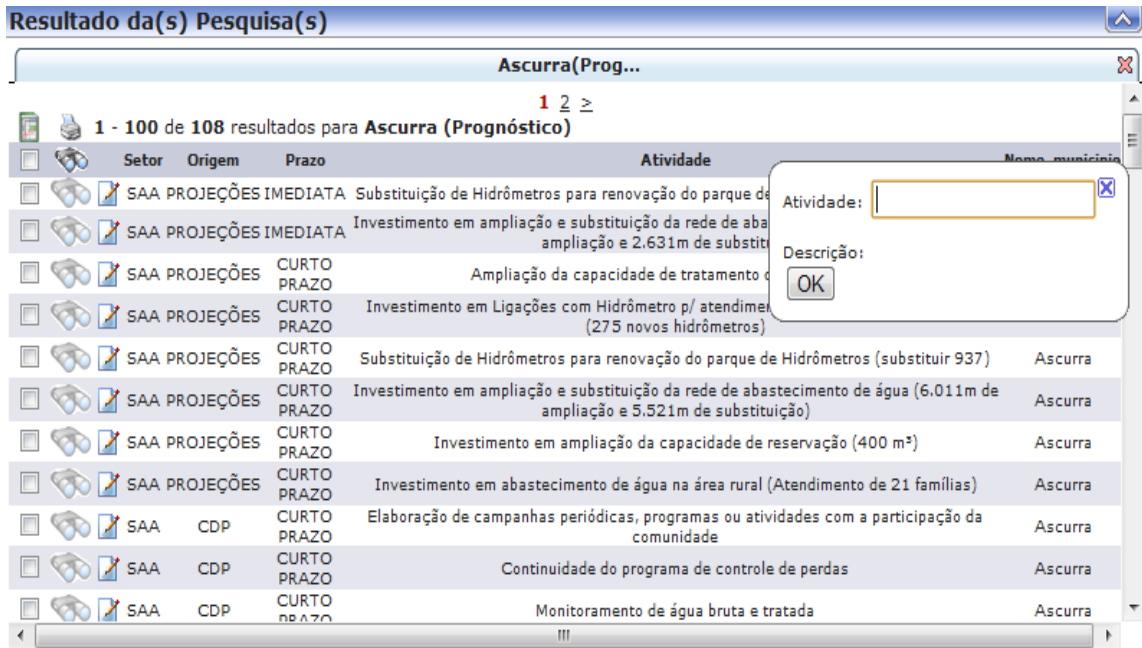 Resultado da(s) Pesquisa(s)
Ascurra(Prog...
1 2 >
1 - 100 de 108 resultados para Ascurra (Prognóstico)
Setor Origem Prazo Atividade Nome_municipio
SAA PROJEÇÕES IMEDIATA Substituição de Hidrômetros para renovação do parque de
SAA PROJEÇÕES IMEDIATA Investimento em ampliação e substituição da rede de
ampliação e 2.631m de
SAA PROJEÇÕES CURTO PRAZO Ampliação da capacidade de tratamento
SAA PROJEÇÕES CURTO PRAZO Investimento em Ligações com Hidrômetro p/
(275 novos hidrômetros)
SAA PROJEÇÕES CURTO PRAZO Substituição de Hidrômetros para renovação do parque de Hidrômetros (substituir 937) Ascurra
SAA PROJEÇÕES CURTO PRAZO Investimento em ampliação e substituição da rede de abastecimento de água (6.011m de
ampliação e 5.521m de substituição) Ascurra
SAA PROJEÇÕES CURTO PRAZO Investimento em ampliação da capacidade de reservação (400 m³) Ascurra
SAA PROJEÇÕES CURTO PRAZO Investimento em abastecimento de água na área rural (Atendimento de 21 famílias) Ascurra
SAA CDP CURTO PRAZO Elaboração de campanhas periódicas, programas ou atividades com a participação da
comunidade Ascurra
SAA CDP CURTO PRAZO Continuidade do programa de controle de perdas Ascurra
SAA CDP CURTO PRAZO Monitoramento de água bruta e tratada Ascurra
Atividade:
Descrição:
OK